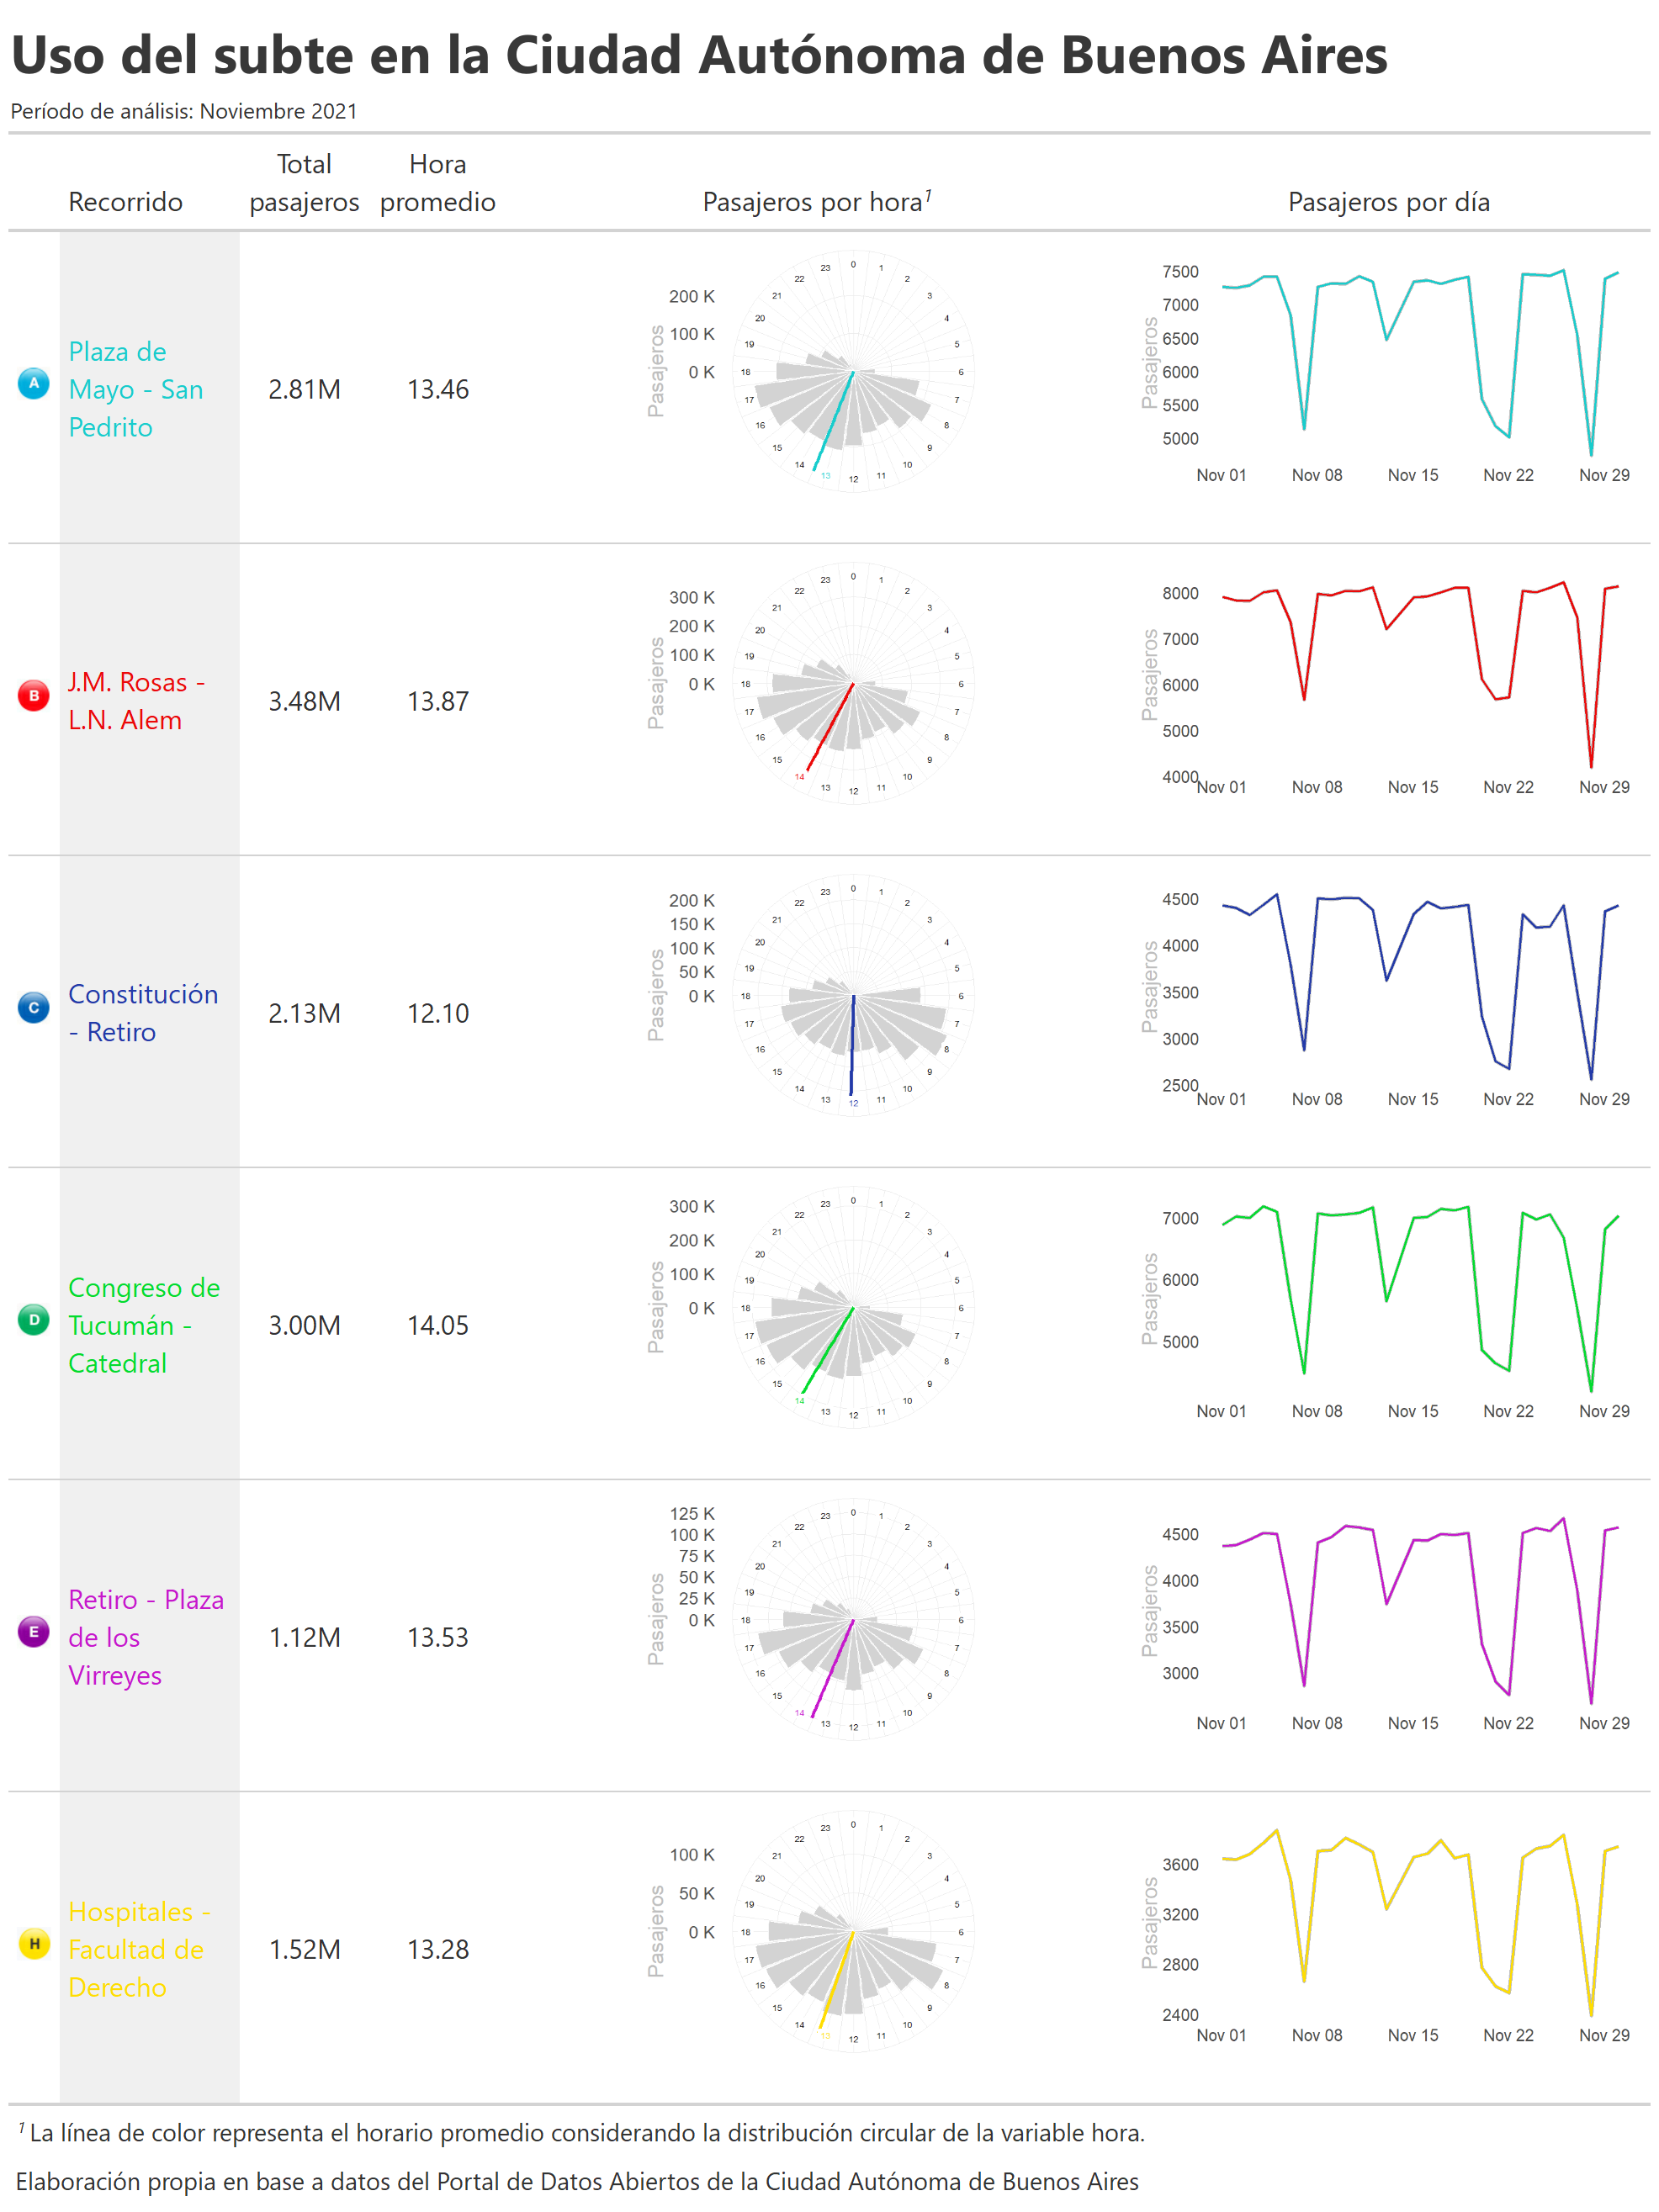 Uso del subte en la Ciudad Autónoma de Buenos Aires
Período de análisis: Noviembre 2021
Recorrido
Total
pasajeros
Hora
promedio
Pasajeros por hora¹
Pasajeros por día
A
Plaza de
Mayo - San
Pedrito
2.81M
13.46
Pasajeros
200 K
100 K
0 K
0 1 2 3 4 5 6 7 8 9 10 11 12 13 14 15 16 17 18 19 20 21 22 23
Pasajeros
7500
7000
6500
6000
5500
5000
Nov 01 Nov 08 Nov 15 Nov 22 Nov 29
B
J.M. Rosas -
L.N. Alem
3.48M
13.87
Pasajeros
300 K
200 K
100 K
0 K
0 1 2 3 4 5 6 7 8 9 10 11 12 13 14 15 16 17 18 19 20 21 22 23
Pasajeros
8000
7000
6000
5000
4000
Nov 01 Nov 08 Nov 15 Nov 22 Nov 29
C
Constitución
- Retiro
2.13M
12.10
Pasajeros
200 K
150 K
100 K
50 K
0 K
0 1 2 3 4 5 6 7 8 9 10 11 12 13 14 15 16 17 18 19 20 21 22 23
Pasajeros
4500
4000
3500
3000
2500
Nov 01 Nov 08 Nov 15 Nov 22 Nov 29
D
Congreso de
Tucumán -
Catedral
3.00M
14.05
Pasajeros
300 K
200 K
100 K
0 K
0 1 2 3 4 5 6 7 8 9 10 11 12 13 14 15 16 17 18 19 20 21 22 23
Pasajeros
7000
6000
5000
Nov 01 Nov 08 Nov 15 Nov 22 Nov 29
E
Retiro - Plaza
de los
Virreyes
1.12M
13.53
Pasajeros
125 K
100 K
75 K
50 K
25 K
0 K
0 1 2 3 4 5 6 7 8 9 10 11 12 13 14 15 16 17 18 19 20 21 22 23
Pasajeros
4500
4000
3500
3000
Nov 01 Nov 08 Nov 15 Nov 22 Nov 29
H
Hospitales -
Facultad de
Derecho
1.52M
13.28
Pasajeros
100 K
50 K
0 K
0 1 2 3 4 5 6 7 8 9 10 11 12 13 14 15 16 17 18 19 20 21 22 23
Pasajeros
3600
3200
2800
2400
Nov 01 Nov 08 Nov 15 Nov 22 Nov 29
¹ La línea de color representa el horario promedio considerando la distribución circular de la variable hora.
Elaboración propia en base a datos del Portal de Datos Abiertos de la Ciudad Autónoma de Buenos Aires